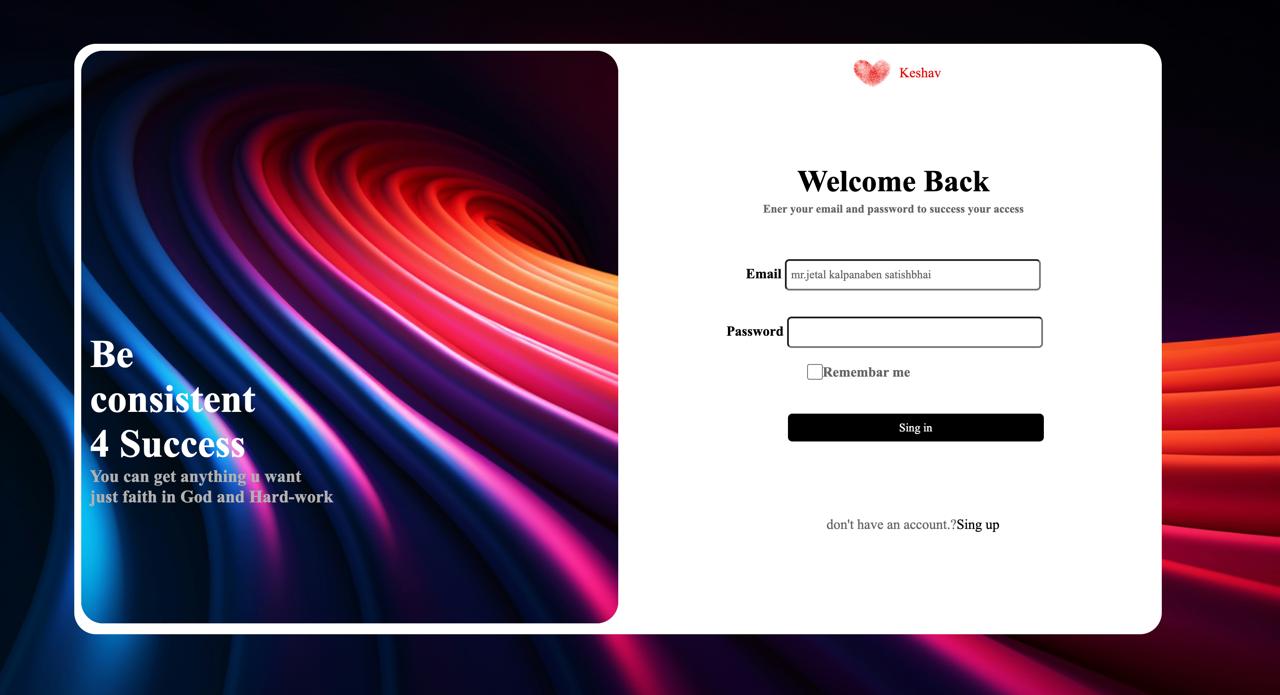 Be
consistent
4 Success
You can get anything u want
just faith in God and Hard-work
Keshav
Welcome Back
Ener your email and password to success your access
Email mr.jetal kalpanaben satishbhai
Password
Remembar me
Sing in
don't have an account.?Sing up